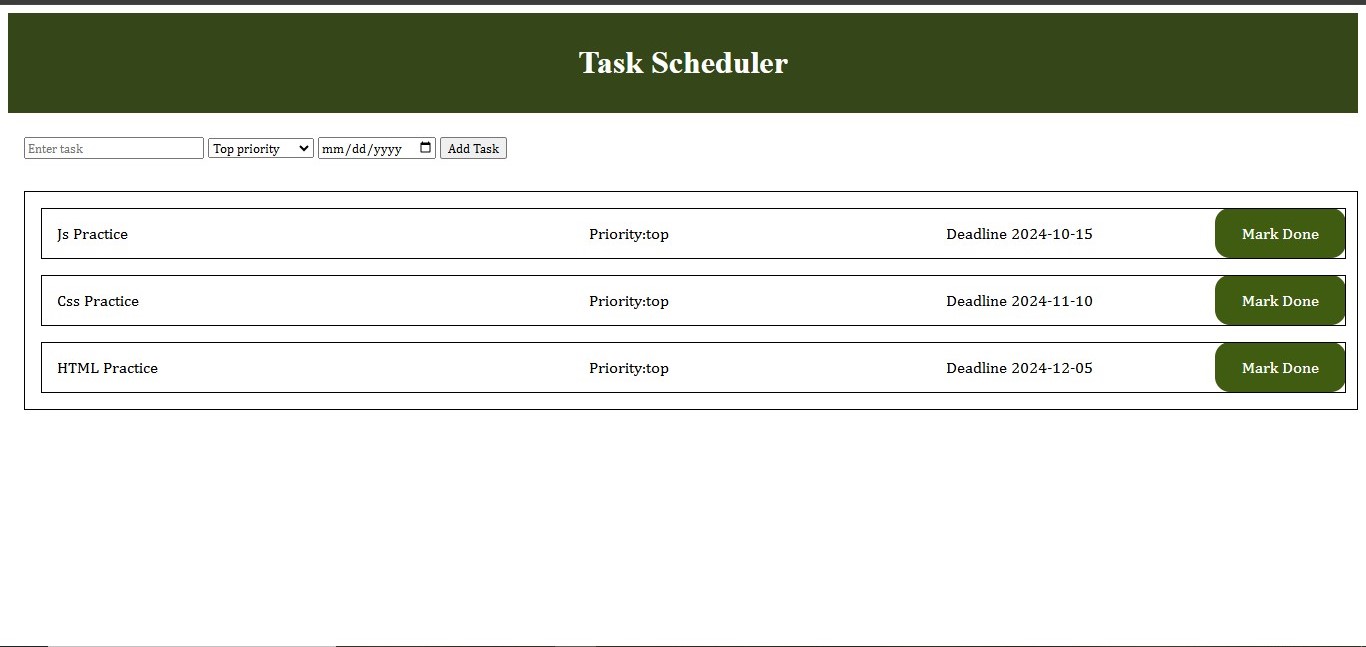 Task Scheduler
Enter task Top priority mm/dd/yyyy Add Task
Js Practice Priority:top Deadline 2024-10-15 Mark Done
Css Practice Priority:top Deadline 2024-11-10 Mark Done
HTML Practice Priority:top Deadline 2024-12-05 Mark Done